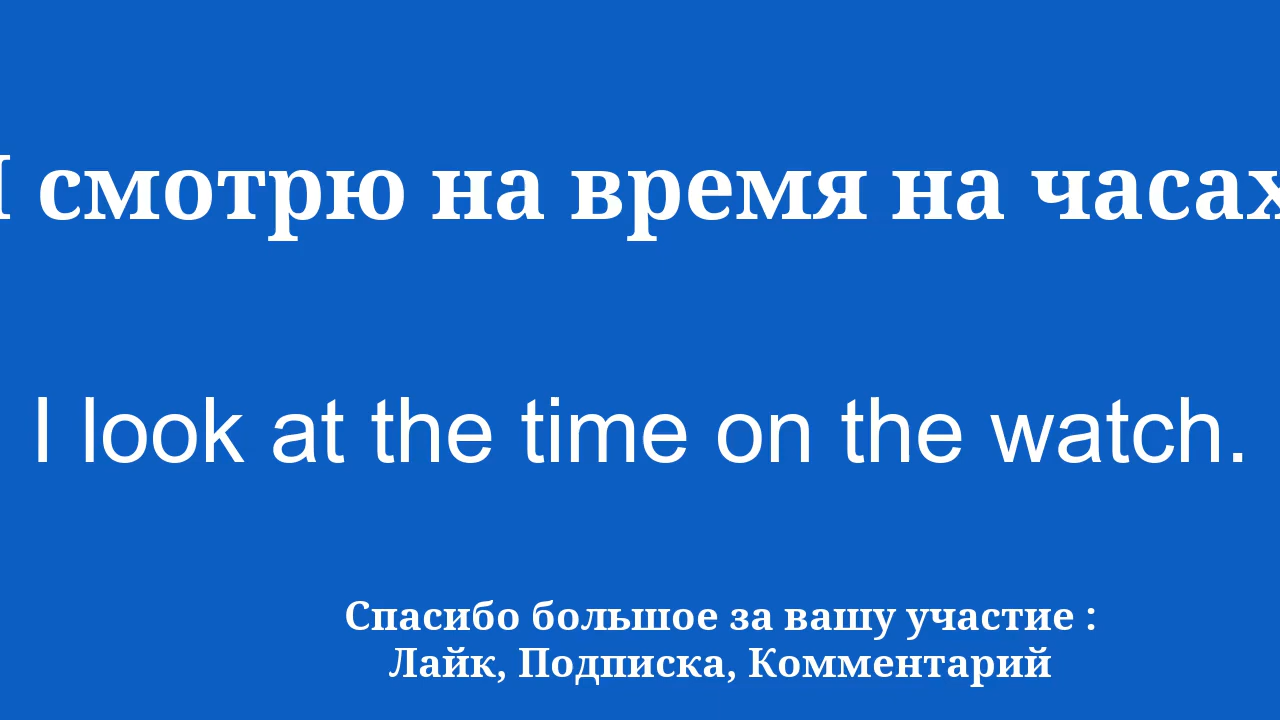 смотрю на время на часах
I look at the time on the watch.
Спасибо большое за вашу участие :
Лайк, Подписка, Комментарий